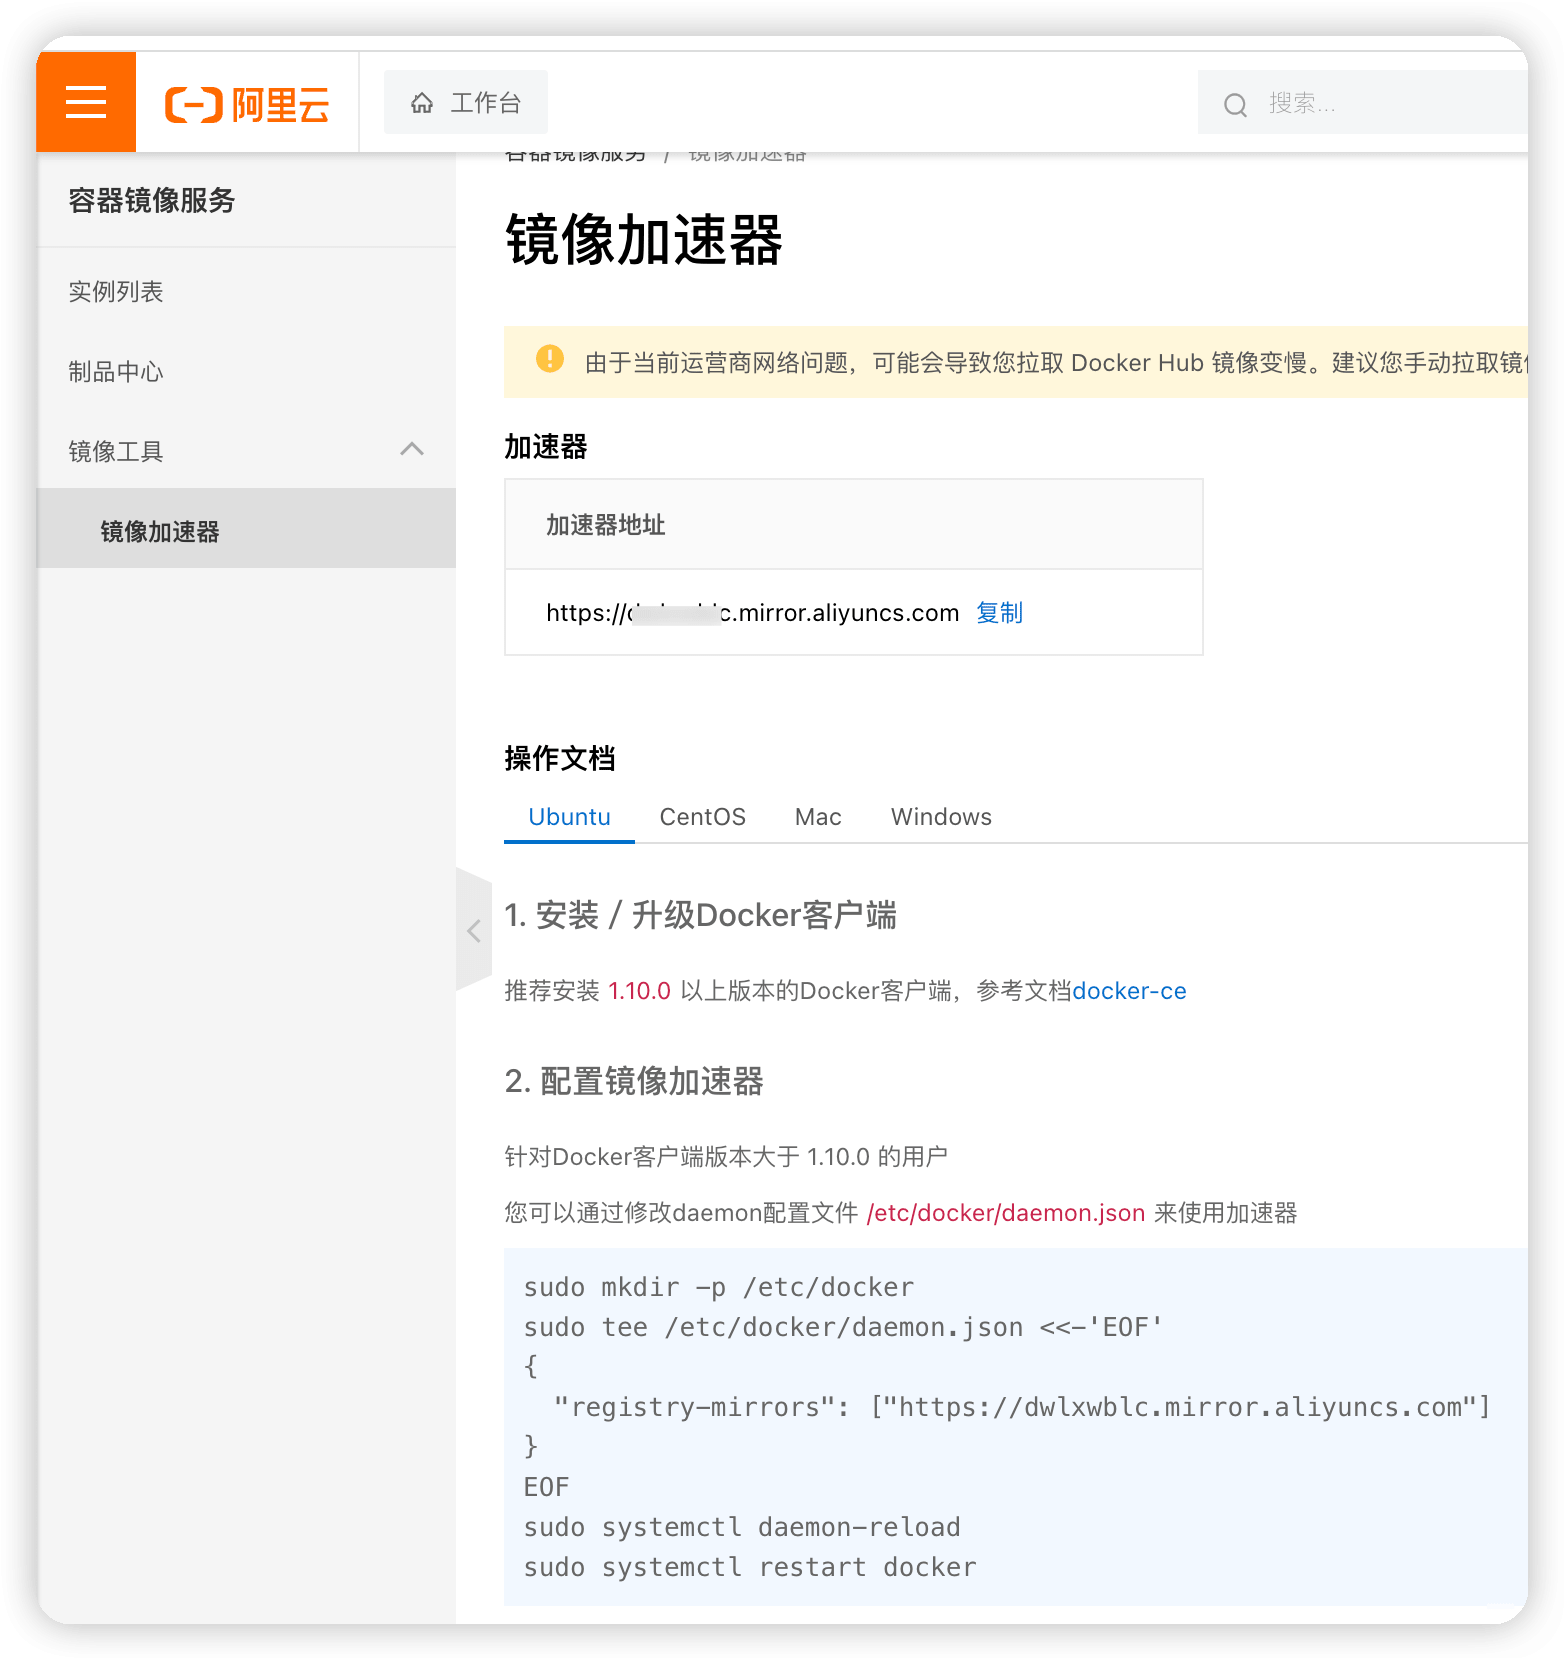 阿里云
工作台
搜索...
容器镜像服务 / 镜像加速器
容器镜像服务
实例列表
制品中心
镜像工具
镜像加速器
镜像加速器
由于当前运营商网络问题，可能会导致您拉取 Docker Hub 镜像变慢。建议您手动拉取镜
加速器
加速器地址
https:// c.mirror.aliyuncs.com 复制
操作文档
Ubuntu CentOS Mac Windows
1. 安装 / 升级Docker客户端
推荐安装 1.10.0 以上版本的Docker客户端，参考文档docker-ce
2. 配置镜像加速器
针对Docker客户端版本大于 1.10.0 的用户
您可以通过修改daemon配置文件 /etc/docker/daemon.json 来使用加速器
sudo mkdir -p /etc/docker
sudo tee /etc/docker/daemon.json <<-'EOF'
{
  "registry-mirrors": ["https://dwlxwblc.mirror.aliyuncs.com"]
}
EOF
sudo systemctl daemon-reload
sudo systemctl restart docker